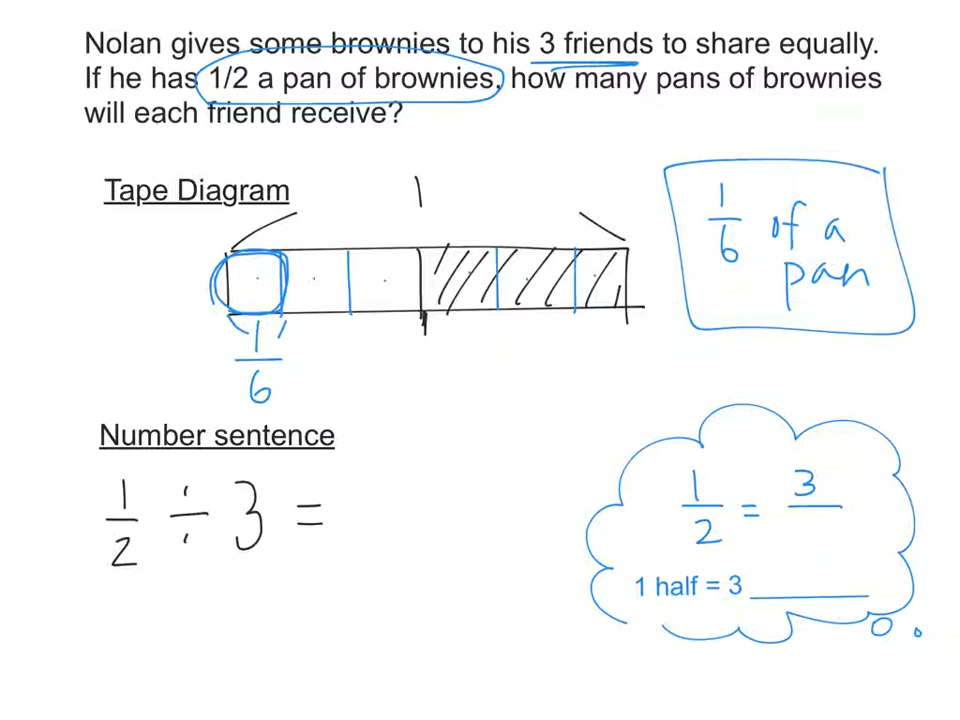 Nolan gives some brownies to his 3 friends to share equally.
If he has 1/2 a pan of brownies, how many pans of brownies
will each friend receive?
Tape Diagram
1
1/6
1/6 of a
pan
Number sentence
1/2 ÷ 3 =
1/2 = 3/
1 half = 3 ________